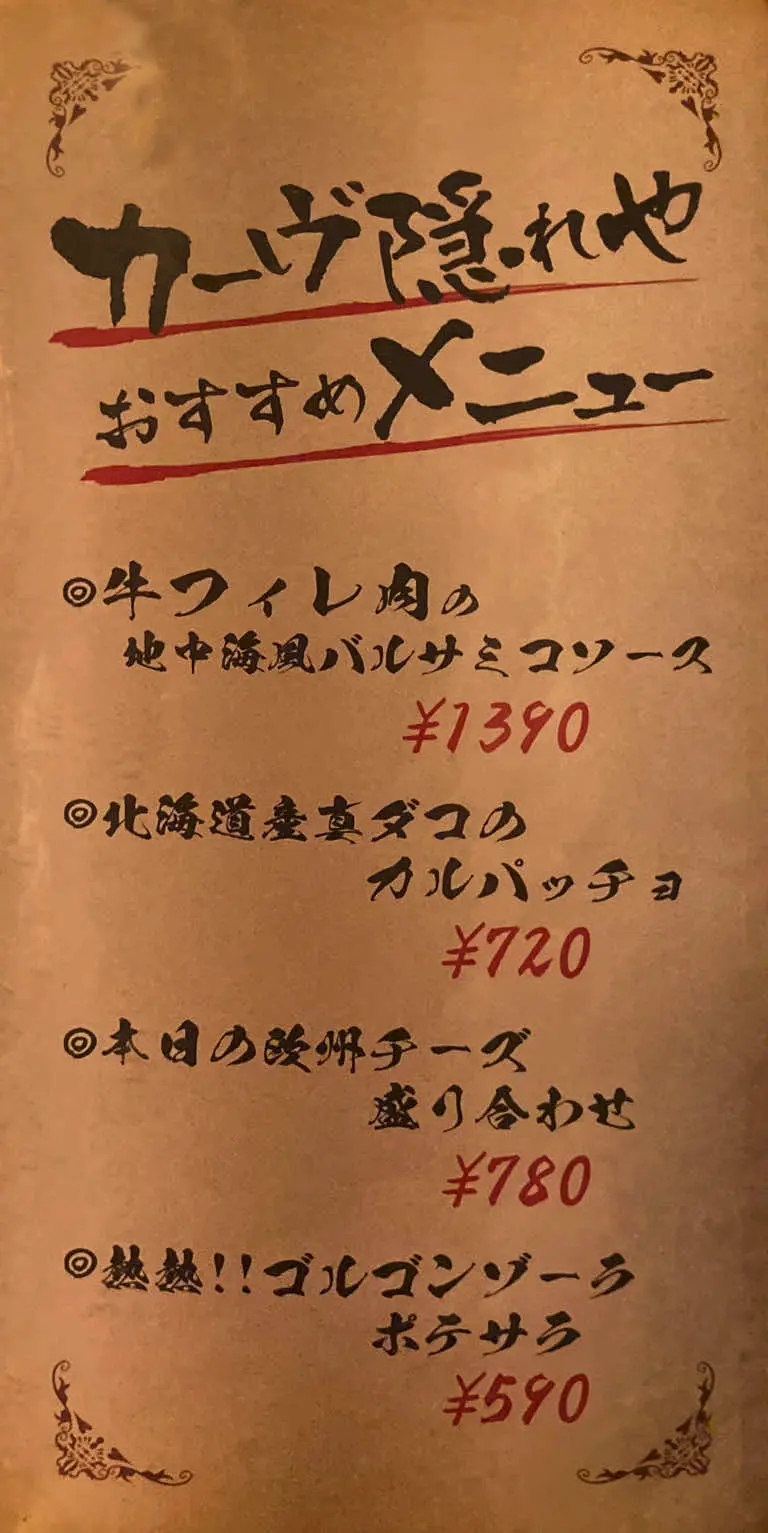 カーヴ隠れや
おすすめメニュー
◎牛フィレ肉の
地中海風バルサミコソース
¥1390
◎北海道産真ダコの
カルパッチョ
¥720
◎本日の欧州チーズ
盛り合わせ
¥780
◎熱熱!!ゴルゴンゾーラ
ポテサラ
¥590